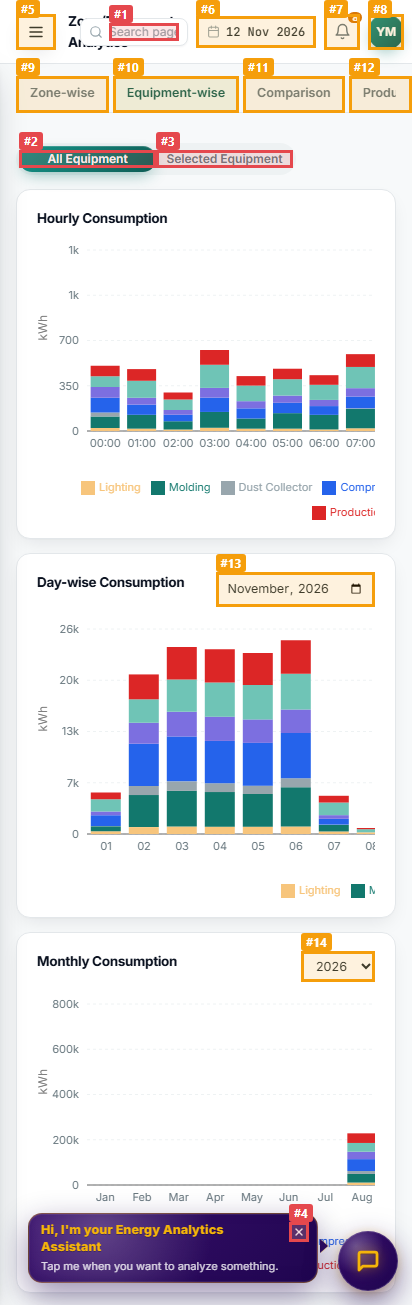 #5
#1
#6
#7
#8
Search page
12 Nov 2026
YM
#9
#10
#11
#12
Zone-wise
Equipment-wise
Comparison
#2
#3
All Equipment
Selected Equipment
Hourly Consumption
1k
1k
700
350
0
kWh
00:00 01:00 02:00 03:00 04:00 05:00 06:00 07:00
Lighting Molding Dust Collector Compr
Producti
#13
Day-wise Consumption
November, 2026
26k
20k
13k
7k
0
kWh
01 02 03 04 05 06 07
Lighting
#14
Monthly Consumption
2026
800k
600k
400k
200k
0
kWh
Jan Feb Mar Apr May Jun Jul Aug
#4
Hi, I'm your Energy Analytics
Assistant
Tap me when you want to analyze something.